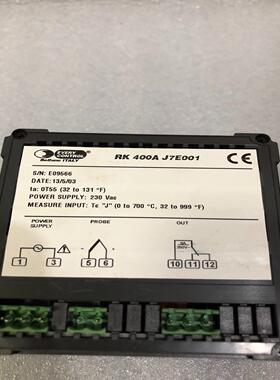 EVERY
CONTROL
Belluno ITALY
RK 400A J7E001
CE
S/N: E09566
DATE: 13/5/03
ta: 0T55 (32 to 131 °F)
POWER SUPPLY: 230 Vac
MEASURE INPUT: Tc "J" (0 to 700 °C, 32 to 999 °F)
POWER SUPPLY
PROBE
OUT
1 3 5 6 10 11 12